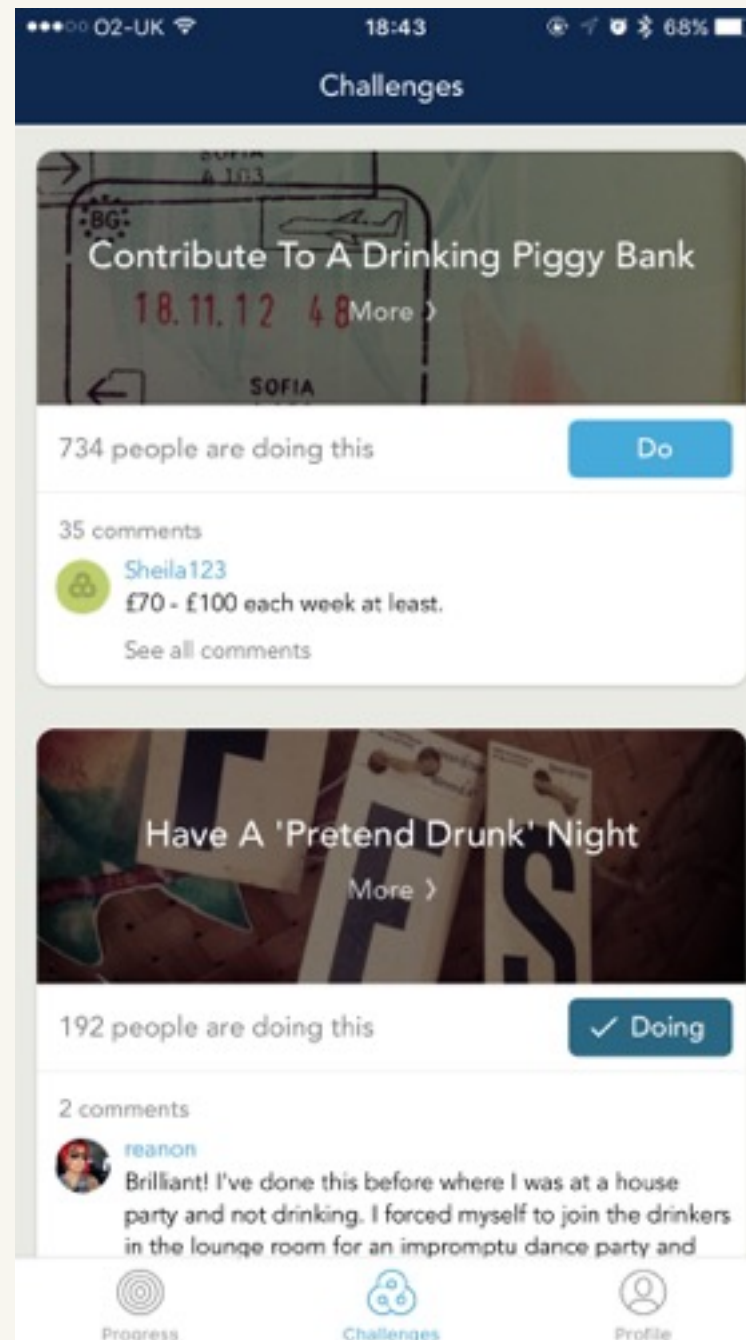 O2-UK 18:43 68%
Challenges
SOFIA
A 103
BG
Contribute To A Drinking Piggy Bank
18.11.12 48
More >
SOFIA
734 people are doing this
Do
35 comments
Sheila123
£70 - £100 each week at least.
See all comments
F
F
S
Have A 'Pretend Drunk' Night
More >
192 people are doing this
✓ Doing
2 comments
reanon
Brilliant! I've done this before where I was at a house
party and not drinking. I forced myself to join the drinkers
in the lounge room for an impromptu dance party and
Progress Challenges Profile